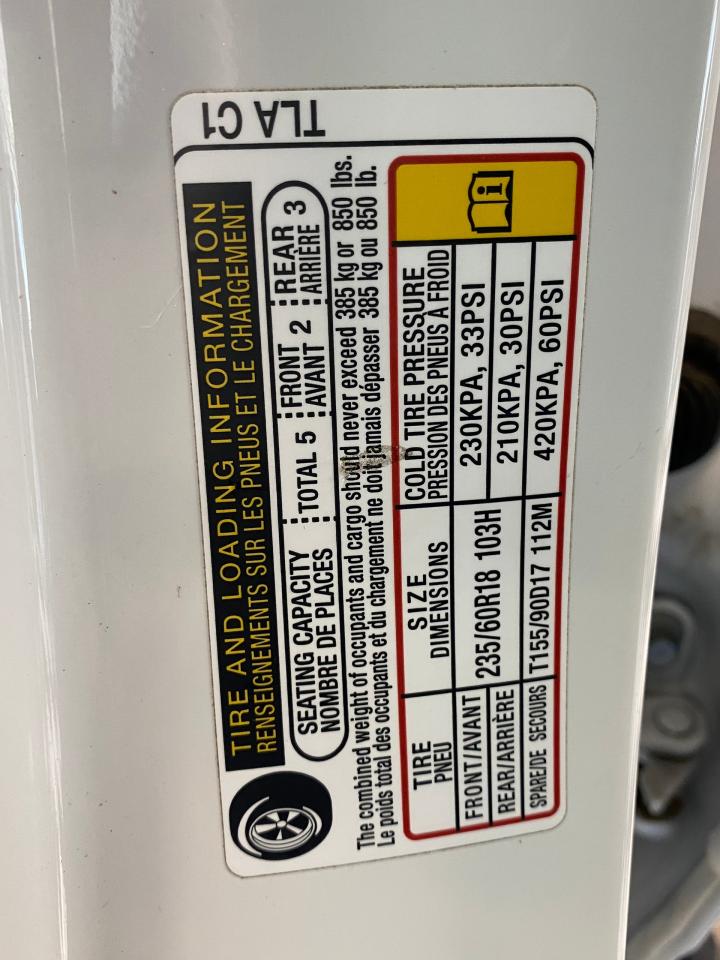 TLA C1
TIRE AND LOADING INFORMATION
RENSEIGNEMENTS SUR LES PNEUS ET LE CHARGEMENT
SEATING CAPACITY TOTAL 5 FRONT 2 REAR 3
NOMBRE DE PLACES AVANT ARRIÈRE
The combined weight of occupants and cargo should never exceed 385 kg or 850 lbs.
Le poids total des occupants et du chargement ne doit jamais dépasser 385 kg ou 850 lb.
TIRE SIZE COLD TIRE PRESSURE
PNEU DIMENSIONS PRESSION DES PNEUS À FROID
FRONT/AVANT 235/60R18 103H 230KPA, 33PSI
REAR/ARRIÈRE 210KPA, 30PSI
SPARE/DE SECOURS T155/90D17 112M 420KPA, 60PSI